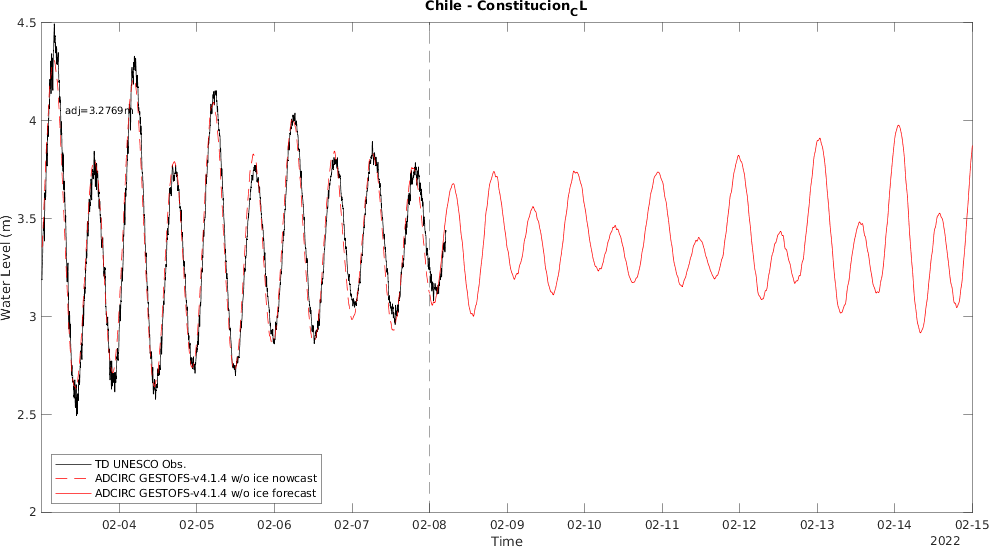 Chile - Constitucion_CL
4.5
4
3.5
3
2.5
2
Water Level (m)
adj=3.2769m
TD UNESCO Obs.
ADCIRC GESTOFS-v4.1.4 w/o ice nowcast
ADCIRC GESTOFS-v4.1.4 w/o ice forecast
02-04 02-05 02-06 02-07 02-08 02-09 02-10 02-11 02-12 02-13 02-14 02-15
Time
2022